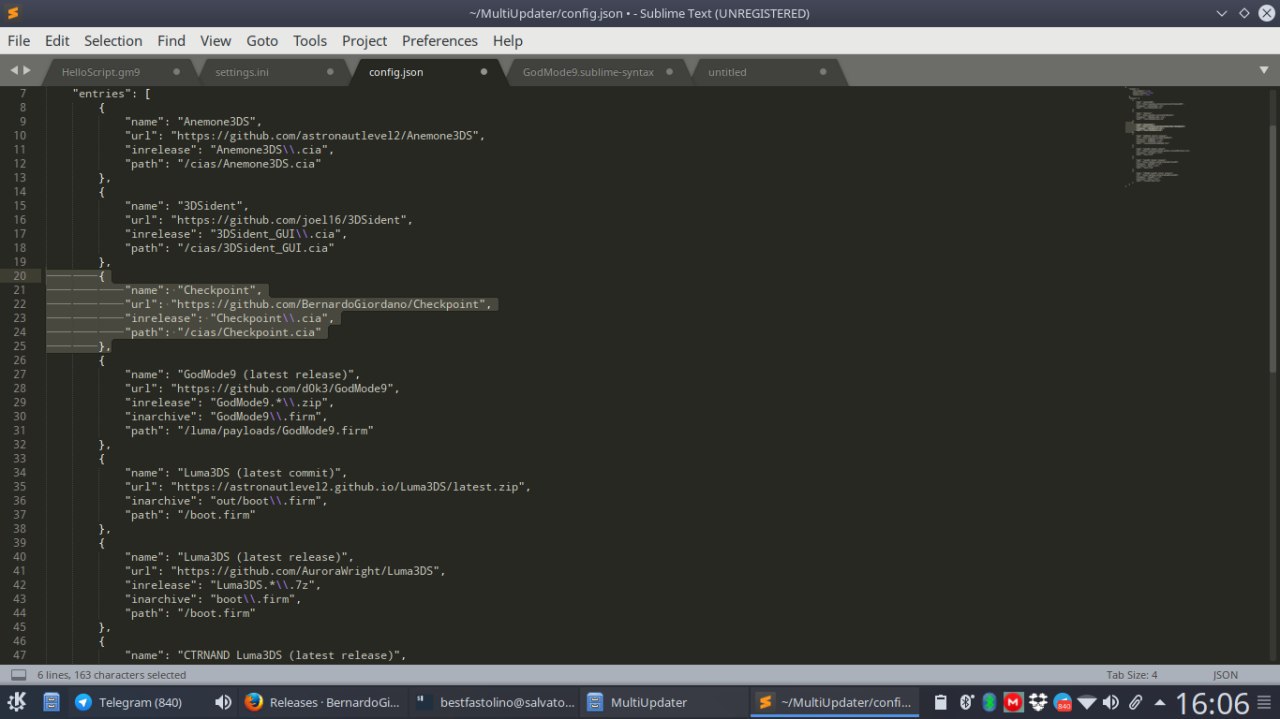 ~/MultiUpdater/config.json • - Sublime Text (UNREGISTERED)
File Edit Selection Find View Goto Tools Project Preferences Help
HelloScript.gm9 settings.ini config.json GodMode9.sublime-syntax untitled
7 "entries": [
8 {
9 "name": "Anemone3DS",
10 "url": "https://github.com/astronautlevel2/Anemone3DS",
11 "inrelease": "Anemone3DS\\.cia",
12 "path": "/cias/Anemone3DS.cia"
13 },
14 {
15 "name": "3DSident",
16 "url": "https://github.com/joel16/3DSident",
17 "inrelease": "3DSident_GUI\\.cia",
18 "path": "/cias/3DSident_GUI.cia"
19 },
20 {
21 "name": "Checkpoint",
22 "url": "https://github.com/BernardoGiordano/Checkpoint",
23 "inrelease": "Checkpoint\\.cia",
24 "path": "/cias/Checkpoint.cia"
25 },
26 {
27 "name": "GodMode9 (latest release)",
28 "url": "https://github.com/d0k3/GodMode9",
29 "inrelease": "GodMode9.*\\.zip",
30 "inarchive": "GodMode9\\.firm",
31 "path": "/luma/payloads/GodMode9.firm"
32 },
33 {
34 "name": "Luma3DS (latest commit)",
35 "url": "https://astronautlevel2.github.io/Luma3DS/latest.zip",
36 "inarchive": "out/boot\\.firm",
37 "path": "/boot.firm"
38 },
39 {
40 "name": "Luma3DS (latest release)",
41 "url": "https://github.com/AuroraWright/Luma3DS",
42 "inrelease": "Luma3DS.*\\.7z",
43 "inarchive": "boot\\.firm",
44 "path": "/boot.firm"
45 },
46 {
47 "name": "CTRNAND Luma3DS (latest release)",
6 lines, 163 characters selected Tab Size: 4 JSON
Telegram (840) Releases · BernardoGi... bestfastolino@salvatas MultiUpdater ~/MultiUpdater/confi... 840 16:06